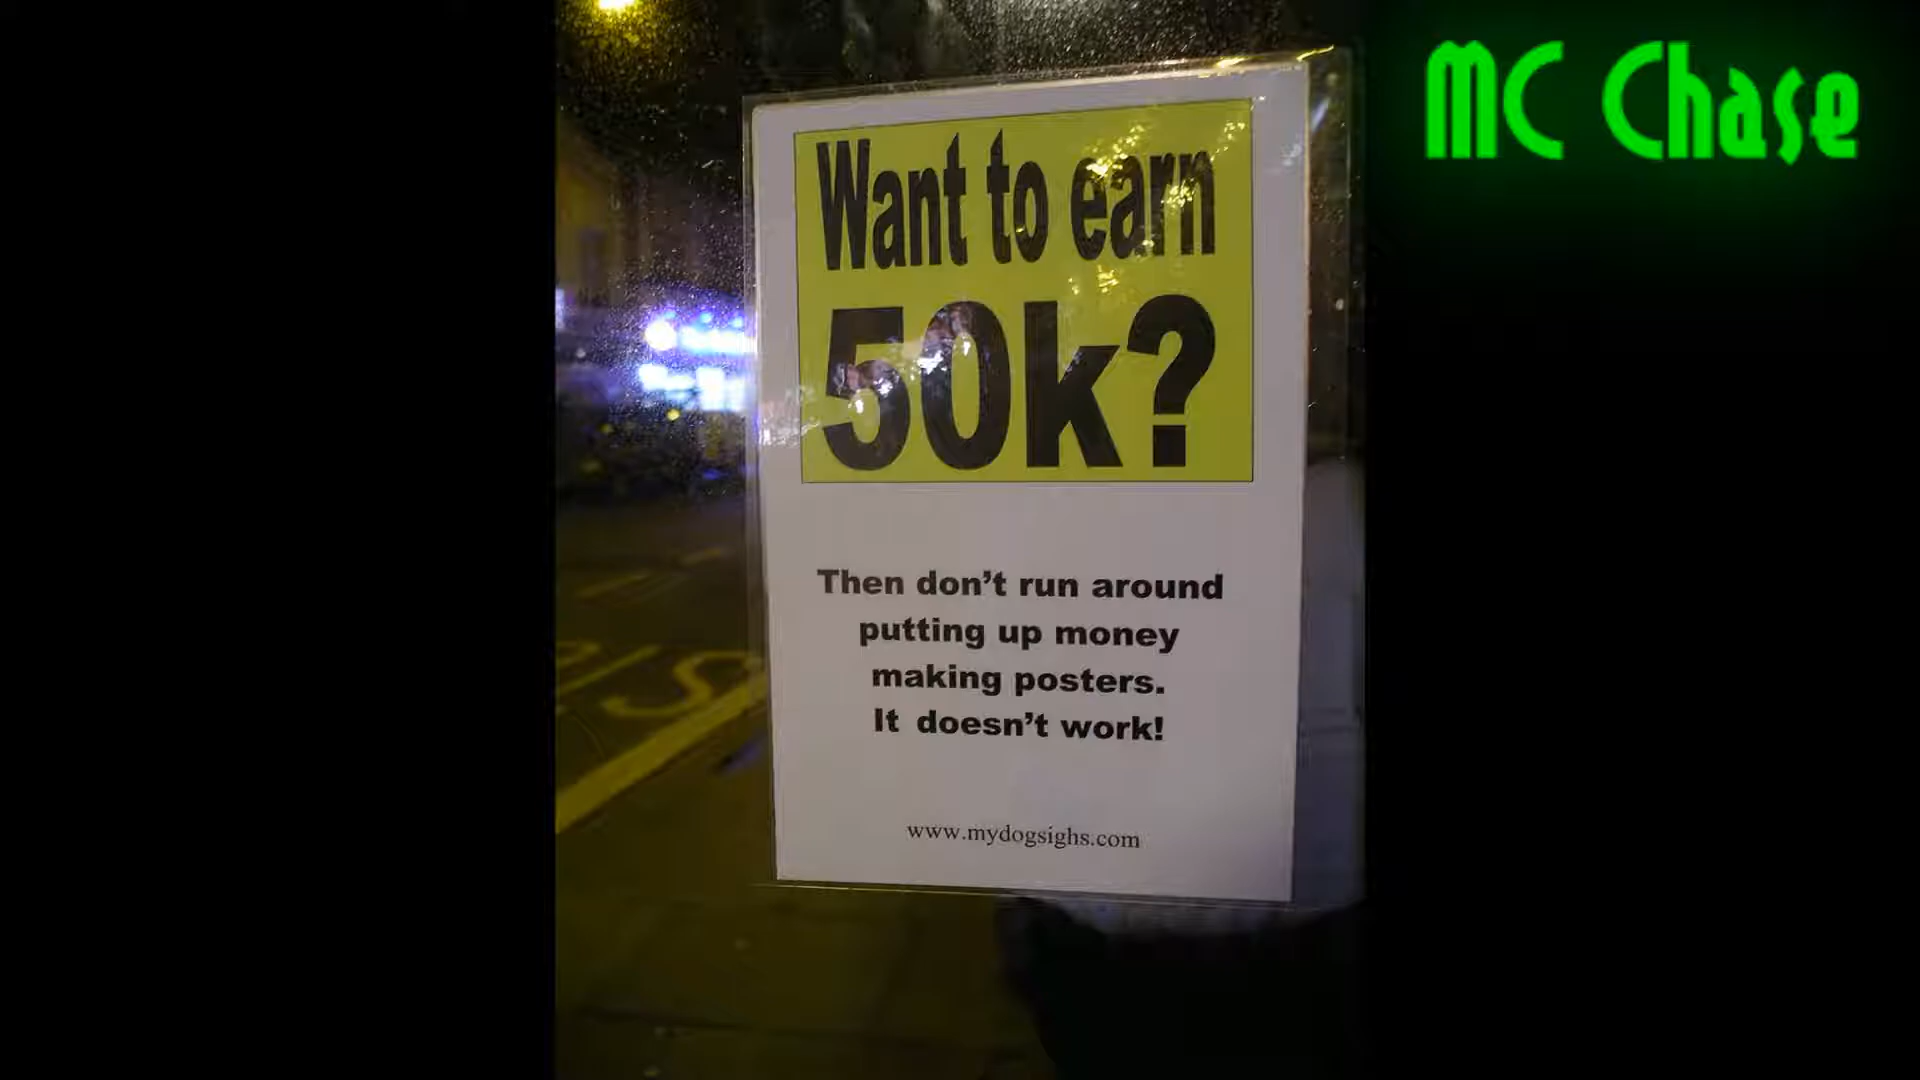 MC Chase
Want to earn
50k?
Then don't run around
putting up money
making posters.
It doesn't work!
www.mydogsighs.com